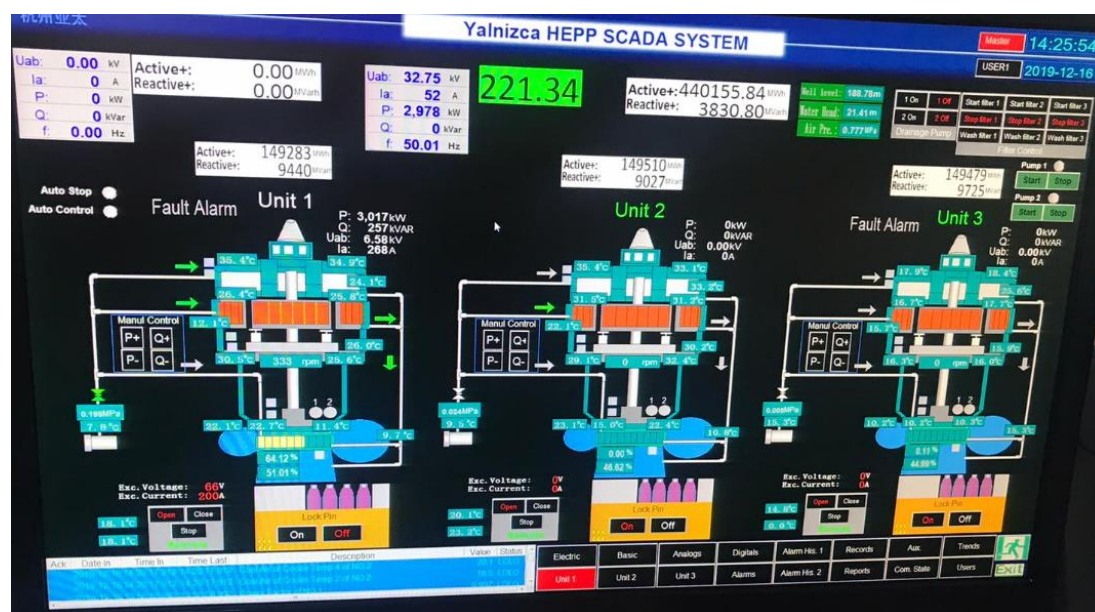 杭州亚太
Yalnizca HEPP SCADA SYSTEM
Master 14:25:54
USER1 2019-12-16
Uab: 0.00 kV
Ia: 0 A
P: 0 kW
Q: 0 kVar
f: 0.00 Hz
Active+: 0.00 MWh
Reactive+: 0.00 MVarh
Uab: 32.75 kV
Ia: 52 A
P: 2,978 kW
Q: 0 kVar
f: 50.01 Hz
221.34
Active+:440155.84 MWh
Reactive+: 3830.80 MVarh
Well level: 188.78m
Water Head: 21.41m
Air Pre.: 0.777MPa
1 On 1 Off
2 On 2 Off
Drainage Pump
Start filter 1 Start filter 2 Start filter 3
Stop filter 1 Stop filter 2 Stop filter 3
Wash filter 1 Wash filter 2 Wash filter 3
Filter Control
Pump 1
Start Stop
Pump 2
Start Stop
Auto Stop
Auto Control
Active+: 149283
Reactive+: 9440
Fault Alarm Unit 1
P: 3,017kW
Q: 257kVAR
Uab: 6.58kV
Ia: 268A
35.4°C 34.9°C
24.1°C
26.4°C 25.8°C
12.1°C
Manul Control
P+ Q+
P- Q-
26.0°C
30.5°C 333 rpm 25.6°C
0.198MPa
7.8°C
1 2
22.1°C 22.7°C 11.4°C
9.7°C
64.12%
51.01%
Exc.Voltage: 66V
Exc.Current: 200A
Open Close
Stop
18.1°C
18.1°C
Lock Pin
On Off
Active+: 149510
Reactive+: 9027
Unit 2
P: 0kW
Q: 0kVAR
Uab: 0.00kV
Ia: 0A
35.4°C 33.1°C
33.2°C
31.5°C 31.2°C
22.1°C
Manul Control
P+ Q+
P- Q-
30.2°C
29.1°C 0 rpm 32.4°C
0.024MPa
9.5°C
1 2
23.1°C 15.0°C 22.4°C
10.8°C
0.00%
46.62%
Exc.Voltage: 0V
Exc.Current: 0A
Open Close
Stop
20.1°C
23.2°C
Lock Pin
On Off
Active+: 149479
Reactive+: 9725
Fault Alarm Unit 3
P: 0kW
Q: 0kVAR
Uab: 0.00kV
Ia: 0A
17.9°C 18.4°C
25.6°C
16.7°C 17.7°C
15.7°C
Manul Control
P+ Q+
P- Q-
15.9°C
16.3°C 0 rpm 16.0°C
0.005MPa
15.3°C
1 2
10.2°C 10.2°C 10.3°C
15.3°C
0.13%
44.69%
Exc.Voltage: 0V
Exc.Current: 0A
Open Close
Stop
14.8°C
0.0°C
Lock Pin
On Off
Ack Date In Time In Time Last Description Value Status
Electric Basic Analogs Digitals Alarm His. 1 Records Aux. Trends
Unit 1 Unit 2 Unit 3 Alarms Alarm His. 2 Reports Com. State Users
EXIT